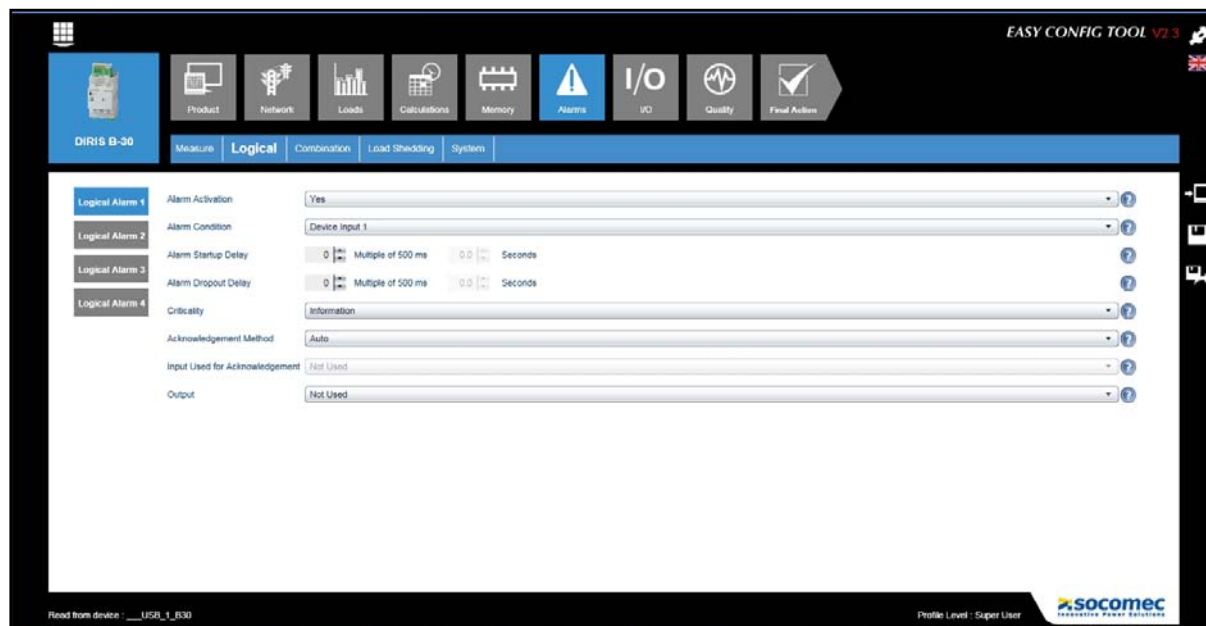 EASY CONFIG TOOL V2.3
DIRIS B-30
Product
Network
Loads
Calculations
Memory
Alarms
I/O
I/O
Quality
Final Action
Measure
Logical
Combination
Load Shedding
System
Logical Alarm 1
Logical Alarm 2
Logical Alarm 3
Logical Alarm 4
Alarm Activation Yes
Alarm Condition Device Input 1
Alarm Startup Delay 0 Multiple of 500 ms 0.0 Seconds
Alarm Dropout Delay 0 Multiple of 500 ms 0.0 Seconds
Criticality Information
Acknowledgement Method Auto
Input Used for Acknowledgement Not Used
Output Not Used
Read from device : ___USB_1_B30
Profile Level : Super User
socomec
Innovative Power Solutions